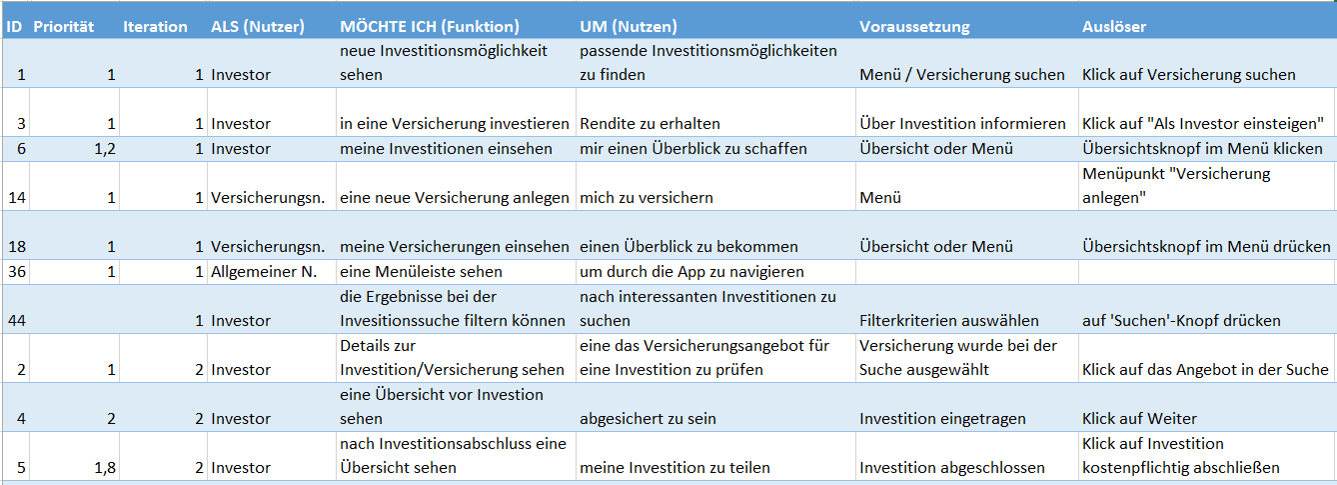 ID Priorität Iteration ALS (Nutzer) MÖCHTE ICH (Funktion) UM (Nutzen) Voraussetzung Auslöser
neue Investitionsmöglichkeit passende Investitionsmöglichkeiten
1 1 1 Investor sehen zu finden Menü / Versicherung suchen Klick auf Versicherung suchen
3 1 1 Investor in eine Versicherung investieren Rendite zu erhalten Über Investition informieren Klick auf "Als Investor einsteigen"
6 1,2 1 Investor meine Investitionen einsehen mir einen Überblick zu schaffen Übersicht oder Menü Übersichtsknopf im Menü klicken
Menüpunkt "Versicherung
14 1 1 Versicherungsn. eine neue Versicherung anlegen mich zu versichern Menü anlegen"
18 1 1 Versicherungsn. meine Versicherungen einsehen einen Überblick zu bekommen Übersicht oder Menü Übersichtsknopf im Menü drücken
36 1 1 Allgemeiner N. eine Menüleiste sehen um durch die App zu navigieren
die Ergebnisse bei der nach interessanten Investitionen zu
44 1 Investor Invesitionssuche filtern können suchen Filterkriterien auswählen auf 'Suchen'-Knopf drücken
Details zur eine das Versicherungsangebot für Versicherung wurde bei der
2 1 2 Investor Investition/Versicherung sehen eine Investition zu prüfen Suche ausgewählt Klick auf das Angebot in der Suche
eine Übersicht vor Investion
4 2 2 Investor sehen abgesichert zu sein Investition eingetragen Klick auf Weiter
nach Investitionsabschluss eine Klick auf Investition
5 1,8 2 Investor Übersicht sehen meine Investition zu teilen Investition abgeschlossen kostenpflichtig abschließen